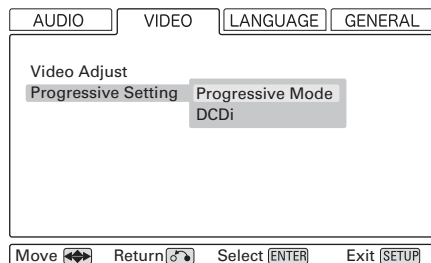 AUDIO VIDEO LANGUAGE GENERAL
Video Adjust
Progressive Setting Progressive Mode
DCDi
Move Return Select ENTER Exit SETUP